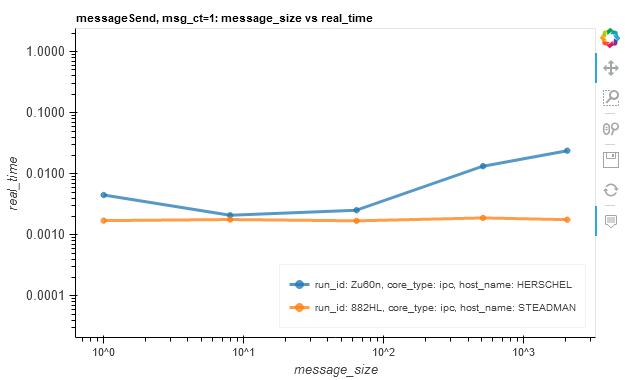 messageSend, msg_ct=1: message_size vs real_time
1.0000
0.1000
0.0100
0.0010
0.0001
real_time
run_id: Zu60n, core_type: ipc, host_name: HERSCHEL
run_id: 882HL, core_type: ipc, host_name: STEADMAN
10^0
10^1
10^2
10^3
message_size